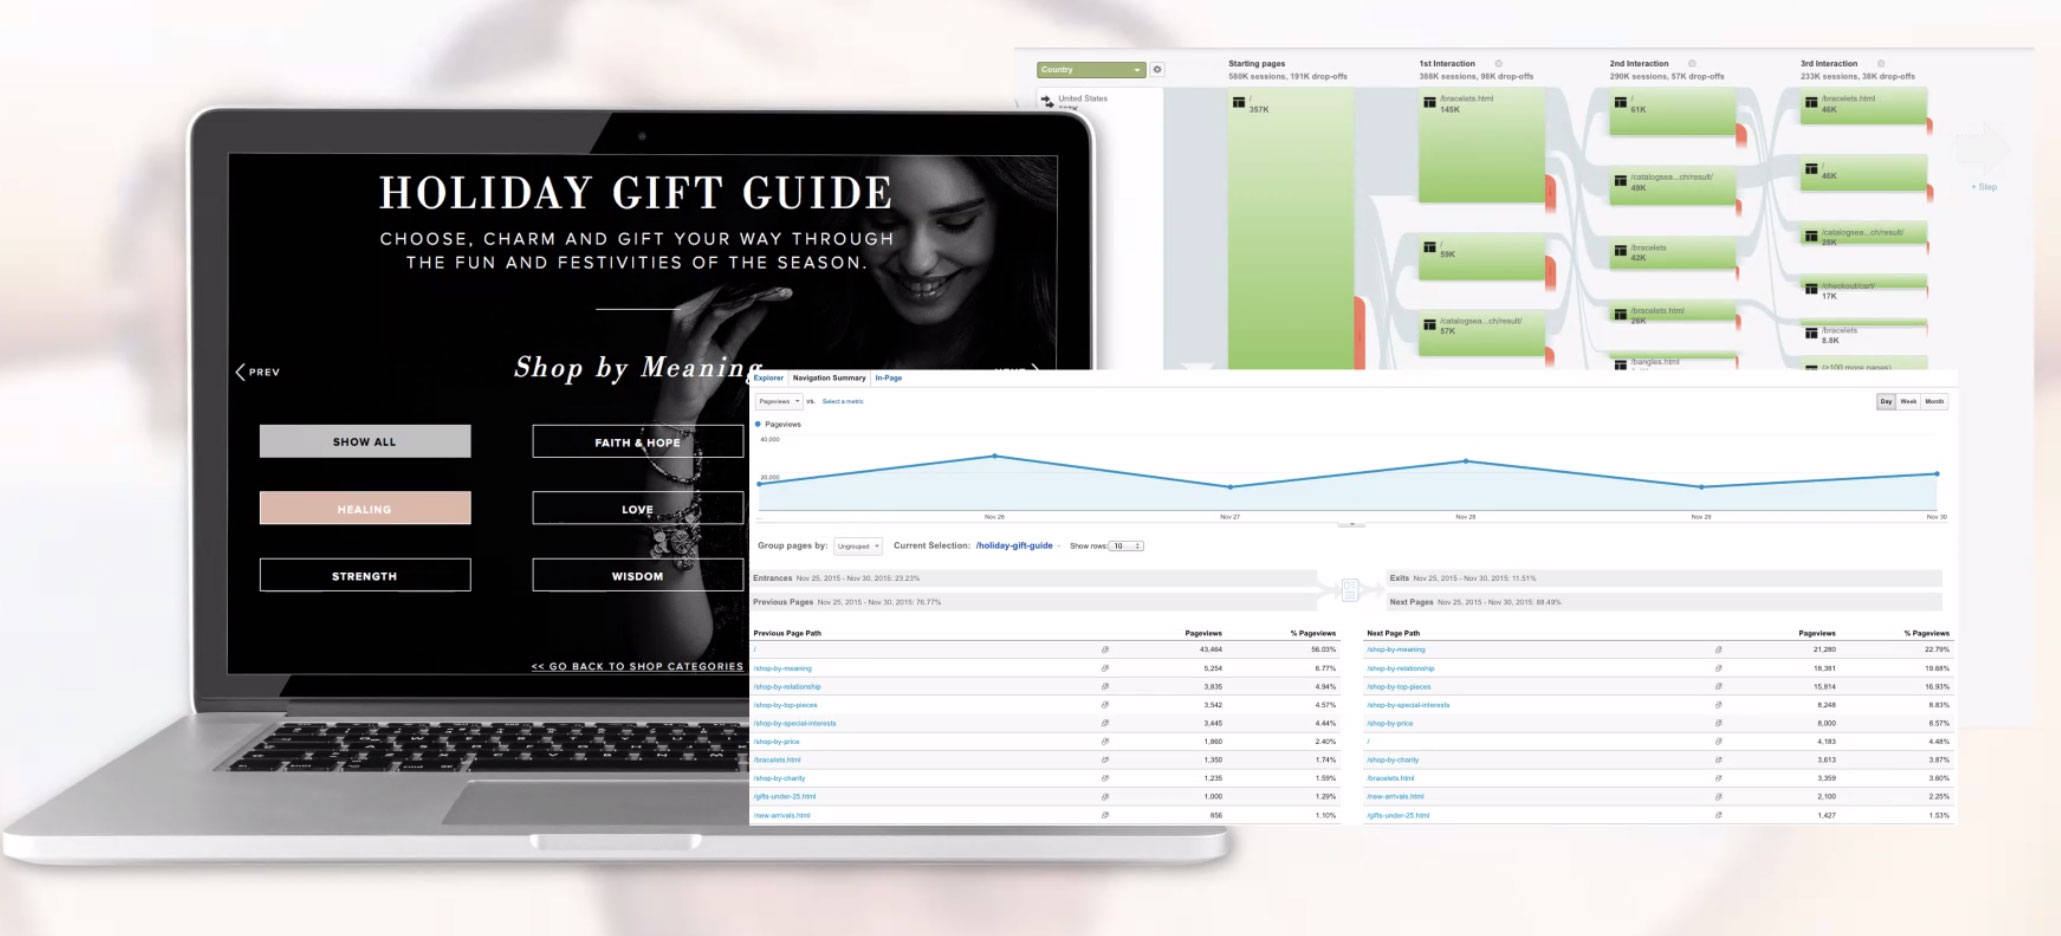 HOLIDAY GIFT GUIDE
CHOOSE, CHARM AND GIFT YOUR WAY THROUGH
THE FUN AND FESTIVITIES OF THE SEASON.
Shop by Meaning
PREV
SHOW ALL
FAITH & HOPE
HEALING
LOVE
STRENGTH
WISDOM
<< GO BACK TO SHOP CATEGORIES
Country
United States
Starting pages
580K sessions, 191K drop-offs
/
357K
1st Interaction
388K sessions, 98K drop-offs
/bracelets.html
145K
/
59K
/catalogsea...ch/result/
57K
2nd Interaction
290K sessions, 57K drop-offs
/
61K
/catalogsea...ch/result/
49K
/bracelets
42K
/bracelets.html
26K
/bangles.html
3rd Interaction
233K sessions, 38K drop-offs
/bracelets.html
46K
/
46K
/catalogsea...ch/result/
28K
/checkout/cart/
17K
/bracelets
8.8K
(>100 more pages)
+ Step
Explorer Navigation Summary In-Page
Pageviews vs. Select a metric
Day Week Month
Pageviews
40,000
20,000
... Nov 26 Nov 27 Nov 28 Nov 29 Nov 30
Group pages by: Ungrouped Current Selection: /holiday-gift-guide Show rows: 10
Entrances Nov 25, 2015 - Nov 30, 2015: 23.23%
Exits Nov 25, 2015 - Nov 30, 2015: 11.51%
Previous Pages Nov 25, 2015 - Nov 30, 2015: 76.77%
Next Pages Nov 25, 2015 - Nov 30, 2015: 88.49%
Previous Page Path Pageviews % Pageviews
/ 43,464 56.03%
/shop-by-meaning 5,254 6.77%
/shop-by-relationship 3,835 4.94%
/shop-by-top-pieces 3,542 4.57%
/shop-by-special-interests 3,445 4.44%
/shop-by-price 1,860 2.40%
/bracelets.html 1,350 1.74%
/shop-by-charity 1,235 1.59%
/gifts-under-25.html 1,000 1.29%
/new-arrivals.html 856 1.10%
Next Page Path Pageviews % Pageviews
/shop-by-meaning 21,280 22.79%
/shop-by-relationship 18,381 19.68%
/shop-by-top-pieces 15,814 16.93%
/shop-by-special-interests 8,248 8.83%
/shop-by-price 8,000 8.57%
/ 4,183 4.48%
/shop-by-charity 3,613 3.87%
/bracelets.html 3,359 3.60%
/new-arrivals.html 2,100 2.25%
/gifts-under-25.html 1,427 1.53%